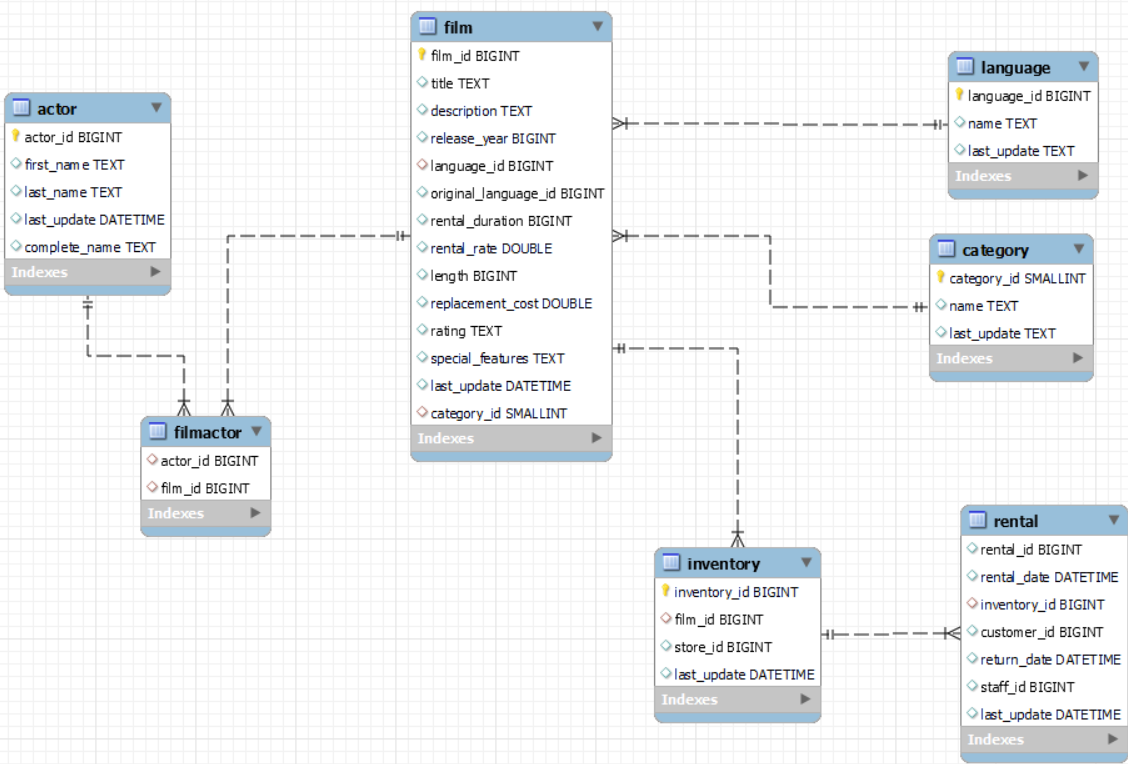 actor
actor_id BIGINT
first_name TEXT
last_name TEXT
last_update DATETIME
complete_name TEXT
Indexes
filmactor
actor_id BIGINT
film_id BIGINT
Indexes
film
film_id BIGINT
title TEXT
description TEXT
release_year BIGINT
language_id BIGINT
original_language_id BIGINT
rental_duration BIGINT
rental_rate DOUBLE
length BIGINT
replacement_cost DOUBLE
rating TEXT
special_features TEXT
last_update DATETIME
category_id SMALLINT
Indexes
language
language_id BIGINT
name TEXT
last_update TEXT
Indexes
category
category_id SMALLINT
name TEXT
last_update TEXT
Indexes
inventory
inventory_id BIGINT
film_id BIGINT
store_id BIGINT
last_update DATETIME
Indexes
rental
rental_id BIGINT
rental_date DATETIME
inventory_id BIGINT
customer_id BIGINT
return_date DATETIME
staff_id BIGINT
last_update DATETIME
Indexes